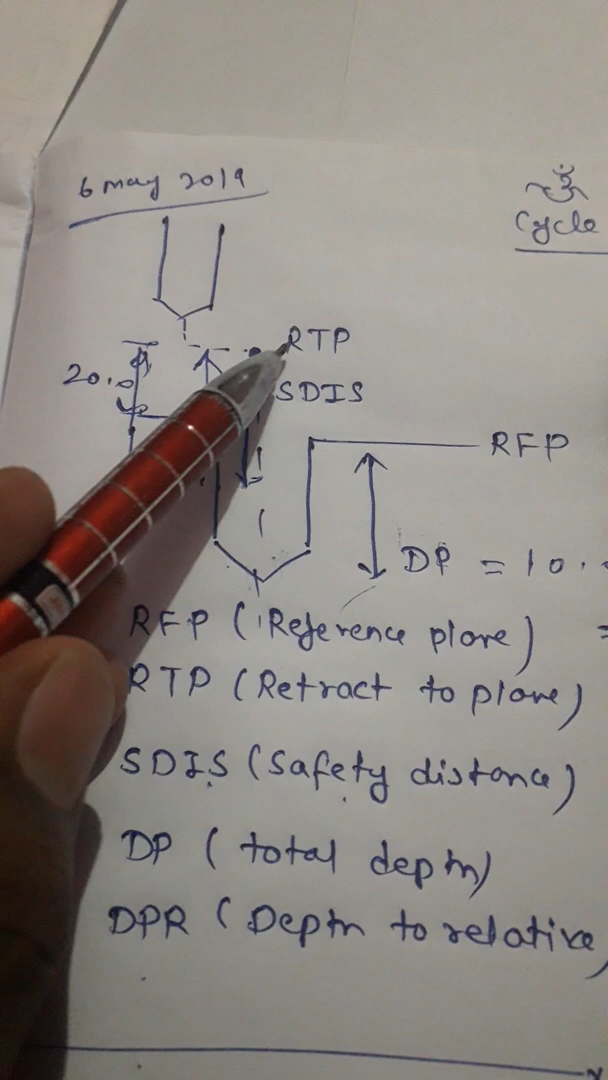 6 may 2019
ॐ
Cycle
RTP
20.0
SDIS
RFP
DP = 10.
RFP (Reference plane)
RTP (Retract to plane)
SDIS (Safety distance)
DP (total depth)
DPR (Depth to relative)